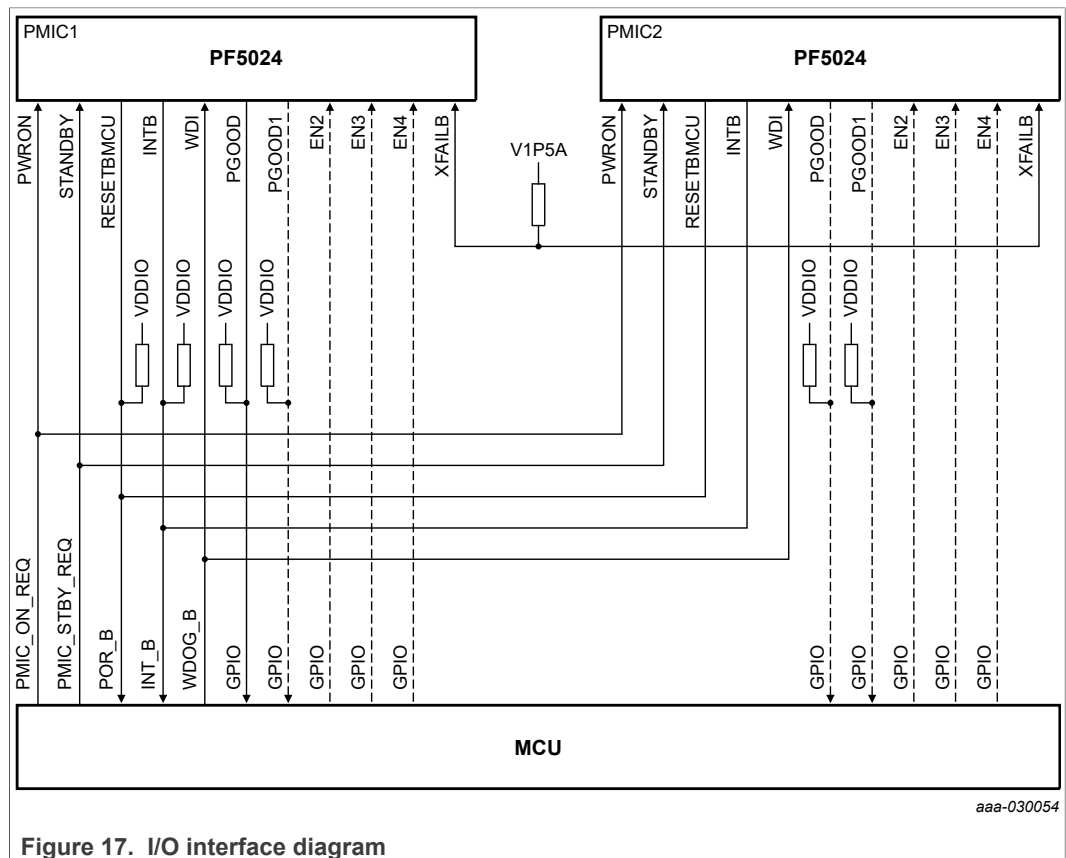 PMIC1
PF5024
PMIC2
PF5024
PWRON
STANDBY
RESETBMCU
INTB
WDI
PGOOD
PGOOD1
EN2
EN3
EN4
XFAILB
V1P5A
PWRON
STANDBY
RESETBMCU
INTB
WDI
PGOOD
PGOOD1
EN2
EN3
EN4
XFAILB
VDDIO
VDDIO
VDDIO
VDDIO
VDDIO
VDDIO
PMIC_ON_REQ
PMIC_STBY_REQ
POR_B
INT_B
WDOG_B
GPIO
GPIO
GPIO
GPIO
GPIO
GPIO
GPIO
GPIO
GPIO
GPIO
MCU
aaa-030054
Figure 17. I/O interface diagram